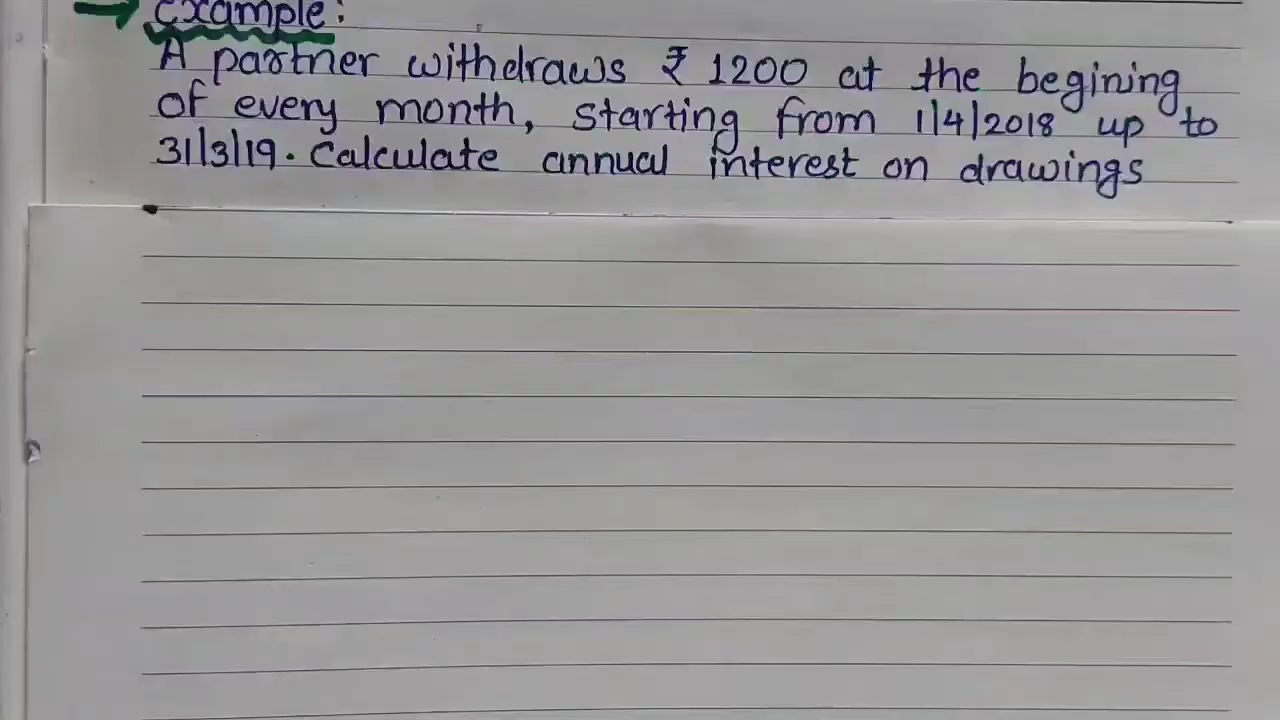 Example:
A partner withdraws ₹ 1200 at the begining
of every month, starting from 1/4/2018 up to
31/3/19. Calculate annual interest on drawings